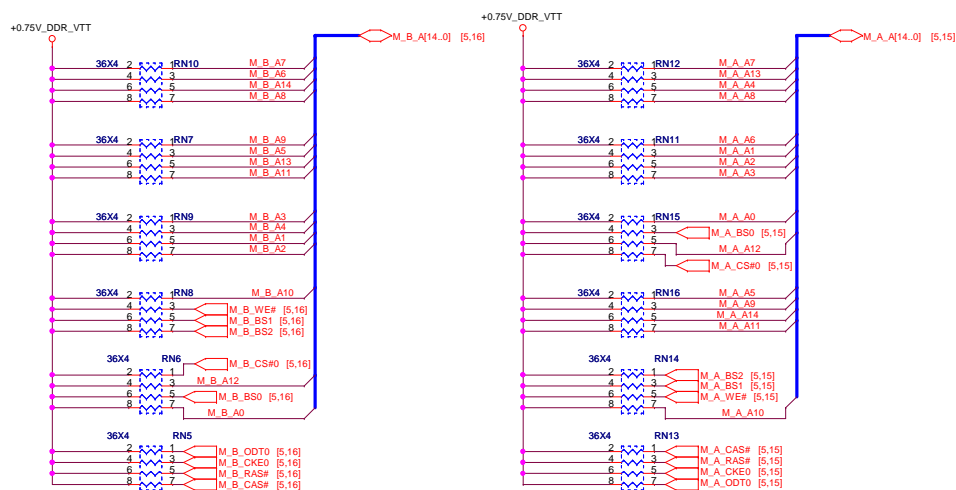 +0.75V_DDR_VTT
M_B_A[14..0] [5,16]
36X4 2 1 RN10 M_B_A7
4 3 M_B_A6
6 5 M_B_A14
8 7 M_B_A8
36X4 2 1 RN7 M_B_A9
4 3 M_B_A5
6 5 M_B_A13
8 7 M_B_A11
36X4 2 1 RN9 M_B_A3
4 3 M_B_A4
6 5 M_B_A1
8 7 M_B_A2
36X4 2 1 RN8 M_B_A10
4 3 M_B_WE# [5,16]
6 5 M_B_BS1 [5,16]
8 7 M_B_BS2 [5,16]
36X4 RN6
2 1 M_B_CS#0 [5,16]
4 3 M_B_A12
6 5 M_B_BS0 [5,16]
8 7 M_B_A0
36X4 RN5
2 1 M_B_ODT0 [5,16]
4 3 M_B_CKE0 [5,16]
6 5 M_B_RAS# [5,16]
8 7 M_B_CAS# [5,16]
+0.75V_DDR_VTT
M_A_A[14..0] [5,15]
36X4 2 1 RN12 M_A_A7
4 3 M_A_A13
6 5 M_A_A4
8 7 M_A_A8
36X4 2 1 RN11 M_A_A6
4 3 M_A_A1
6 5 M_A_A2
8 7 M_A_A3
36X4 2 1 RN15 M_A_A0
4 3 M_A_BS0 [5,15]
6 5 M_A_A12
8 7 M_A_CS#0 [5,15]
36X4 2 1 RN16 M_A_A5
4 3 M_A_A9
6 5 M_A_A14
8 7 M_A_A11
36X4 RN14
2 1 M_A_BS2 [5,15]
4 3 M_A_BS1 [5,15]
6 5 M_A_WE# [5,15]
8 7 M_A_A10
36X4 RN13
2 1 M_A_CAS# [5,15]
4 3 M_A_RAS# [5,15]
6 5 M_A_CKE0 [5,15]
8 7 M_A_ODT0 [5,15]